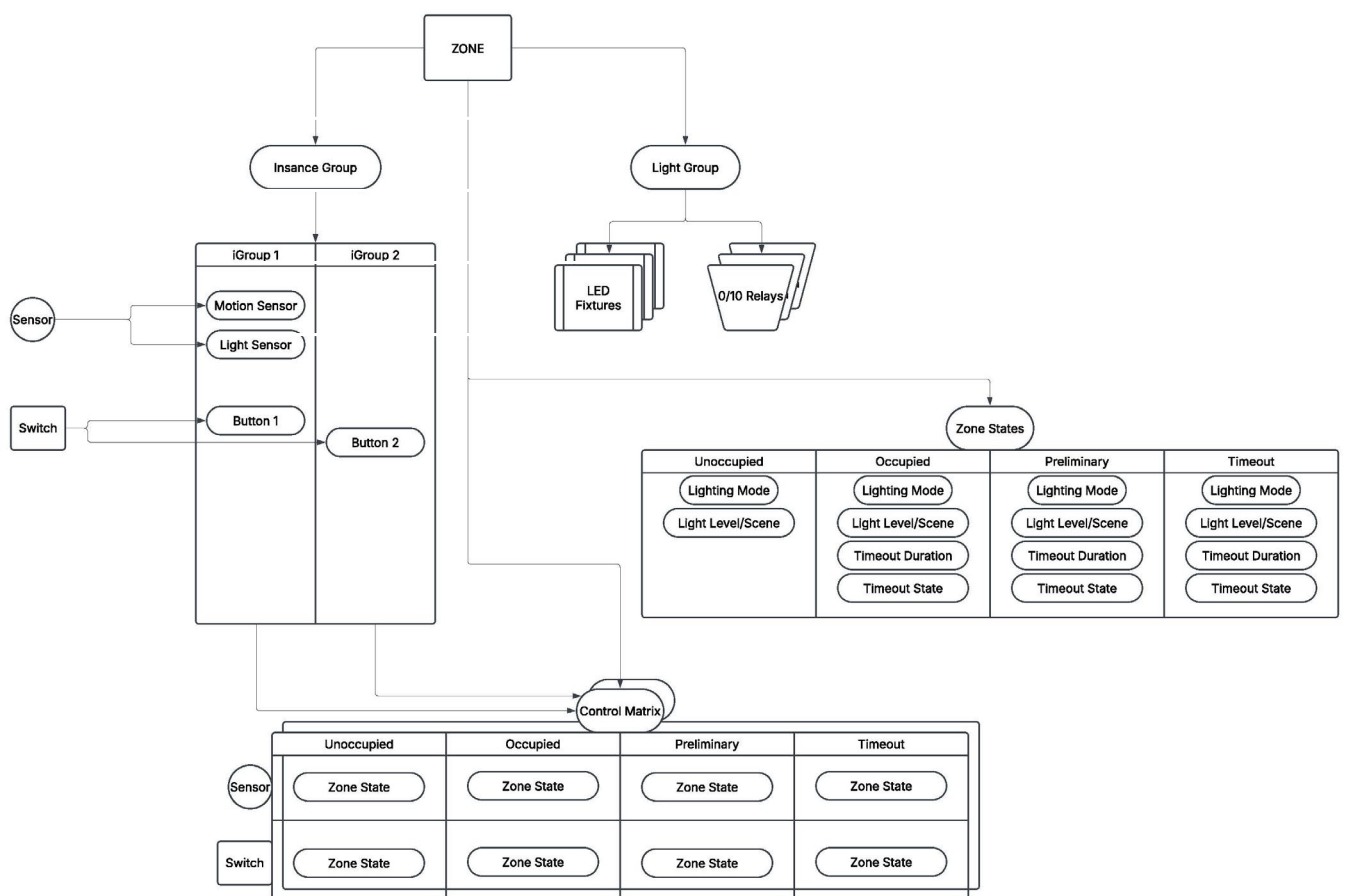 ZONE
Insance Group
Light Group
iGroup 1
iGroup 2
LED
Fixtures
0/10 Relays
Sensor
Motion Sensor
Light Sensor
Switch
Button 1
Button 2
Zone States
Unoccupied
Occupied
Preliminary
Timeout
Lighting Mode
Lighting Mode
Lighting Mode
Lighting Mode
Light Level/Scene
Light Level/Scene
Light Level/Scene
Light Level/Scene
Timeout Duration
Timeout Duration
Timeout Duration
Timeout State
Timeout State
Timeout State
Control Matrix
Unoccupied
Occupied
Preliminary
Timeout
Sensor
Zone State
Zone State
Zone State
Zone State
Switch
Zone State
Zone State
Zone State
Zone State